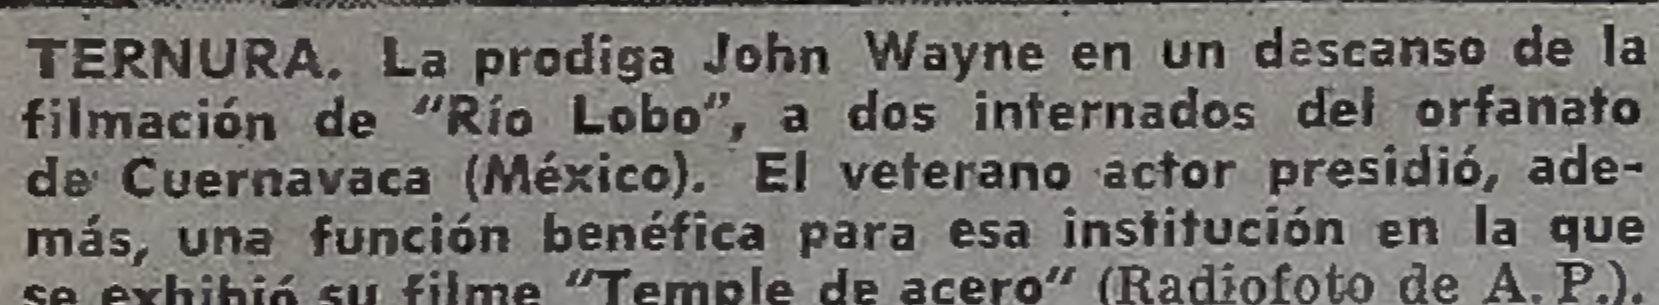 TERNURA. La prodiga John Wayne en un descanso de la
filmación de "Río Lobo", a dos internados del orfanato
de Cuernavaca (México). El veterano actor presidió, ade-
más, una función benéfica para esa institución en la que
se exhibió su filme "Temple de acero" (Radiofoto de A. P.).